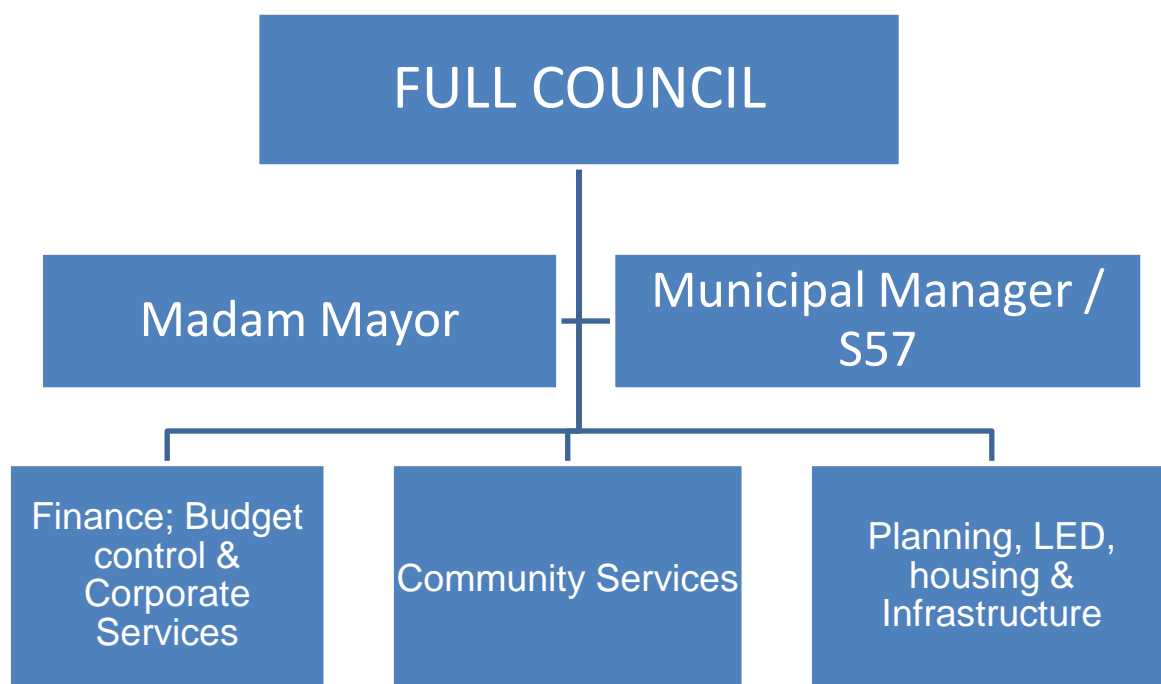 FULL COUNCIL
Madam Mayor
Municipal Manager /
S57
Finance; Budget
control &
Corporate
Services
Community Services
Planning, LED,
housing &
Infrastructure